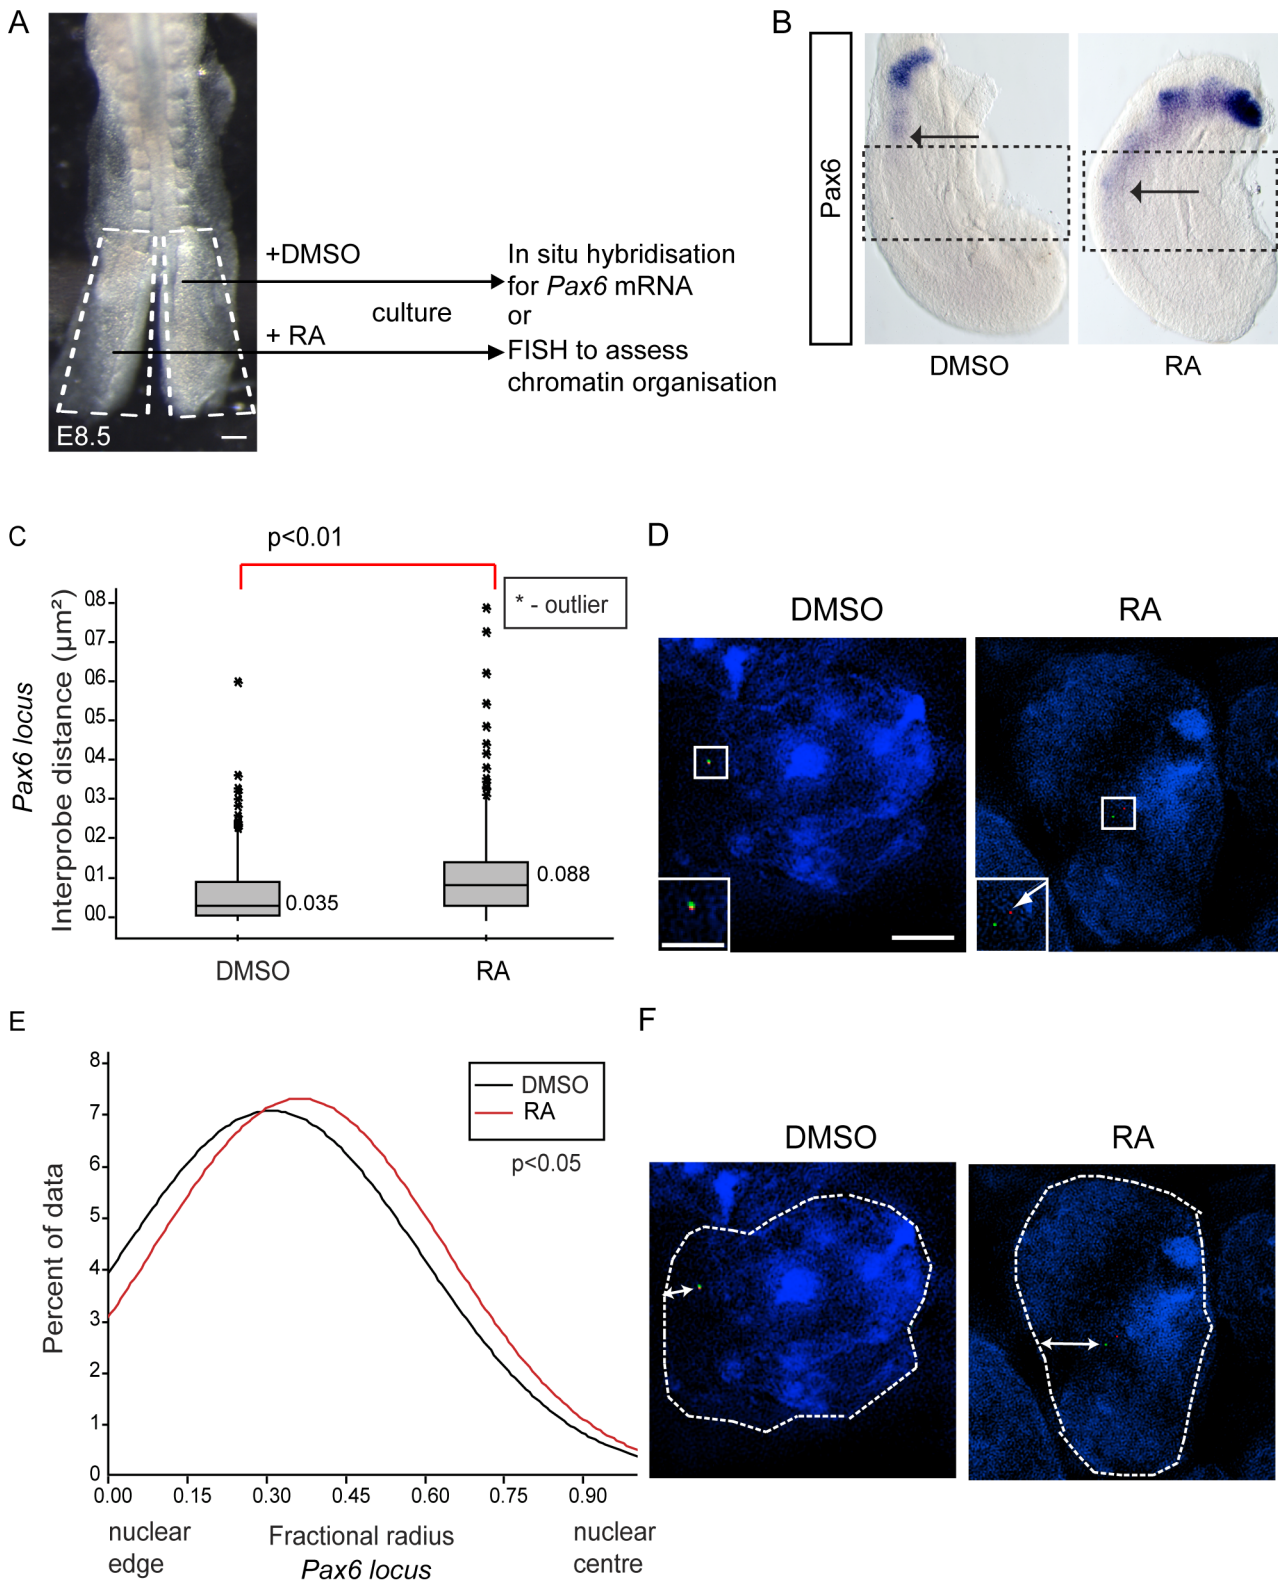 A
E8.5
+DMSO
culture
+ RA
In situ hybridisation
for Pax6 mRNA
or
FISH to assess
chromatin organisation
B
Pax6
DMSO
RA
C
p<0.01
* - outlier
Pax6 locus
Interprobe distance (µm²)
0.8
0.7
0.6
0.5
0.4
0.3
0.2
0.1
0.0
0.035
0.088
DMSO
RA
D
DMSO
RA
E
Percent of data
8
7
6
5
4
3
2
1
0
DMSO
RA
p<0.05
0.00 0.15 0.30 0.45 0.60 0.75 0.90
nuclear
edge
Fractional radius
Pax6 locus
nuclear
centre
F
DMSO
RA